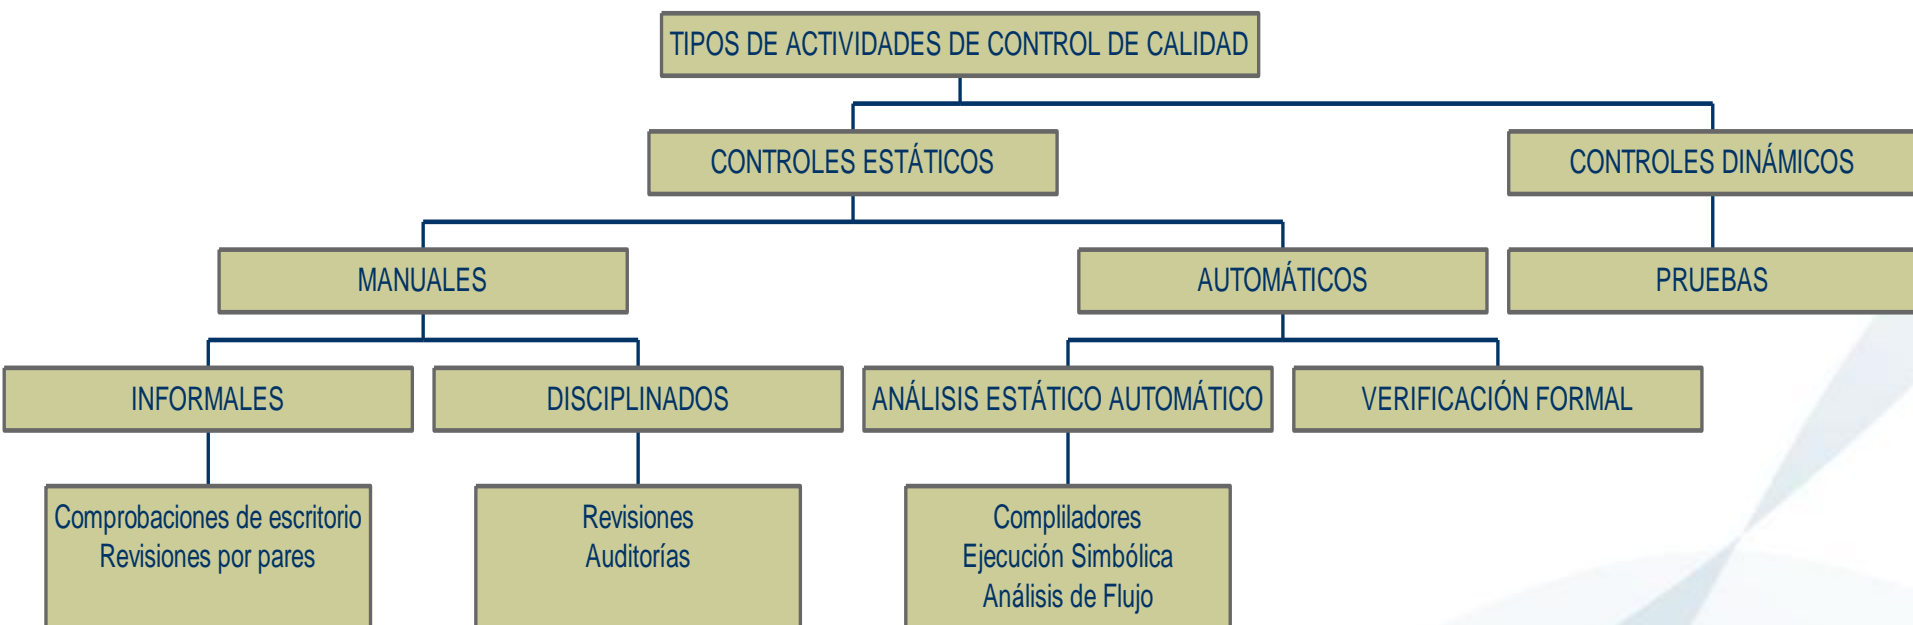 TIPOS DE ACTIVIDADES DE CONTROL DE CALIDAD
CONTROLES ESTÁTICOS
CONTROLES DINÁMICOS
MANUALES
AUTOMÁTICOS
PRUEBAS
INFORMALES
DISCIPLINADOS
ANÁLISIS ESTÁTICO AUTOMÁTICO
VERIFICACIÓN FORMAL
Comprobaciones de escritorio
Revisiones por pares
Revisiones
Auditorías
Compliladores
Ejecución Simbólica
Análisis de Flujo